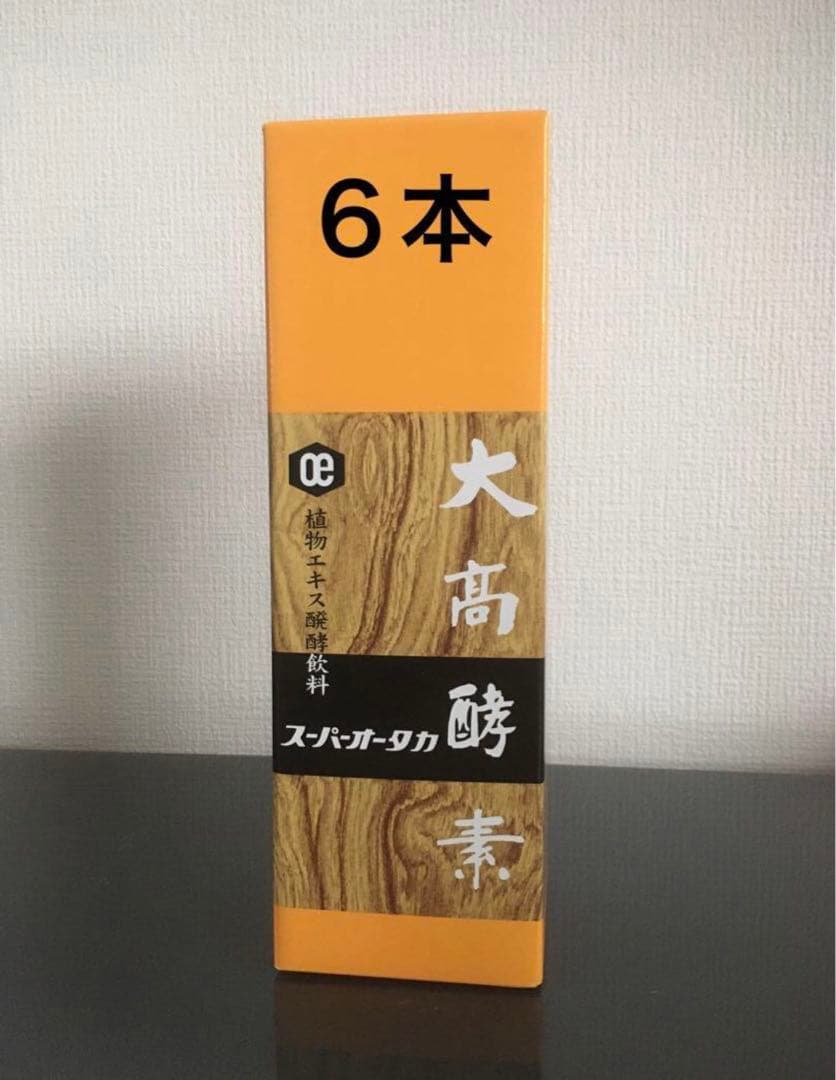 6本
大高酵素
œ
植物エキス醗酵飲料
スーパーオータカ